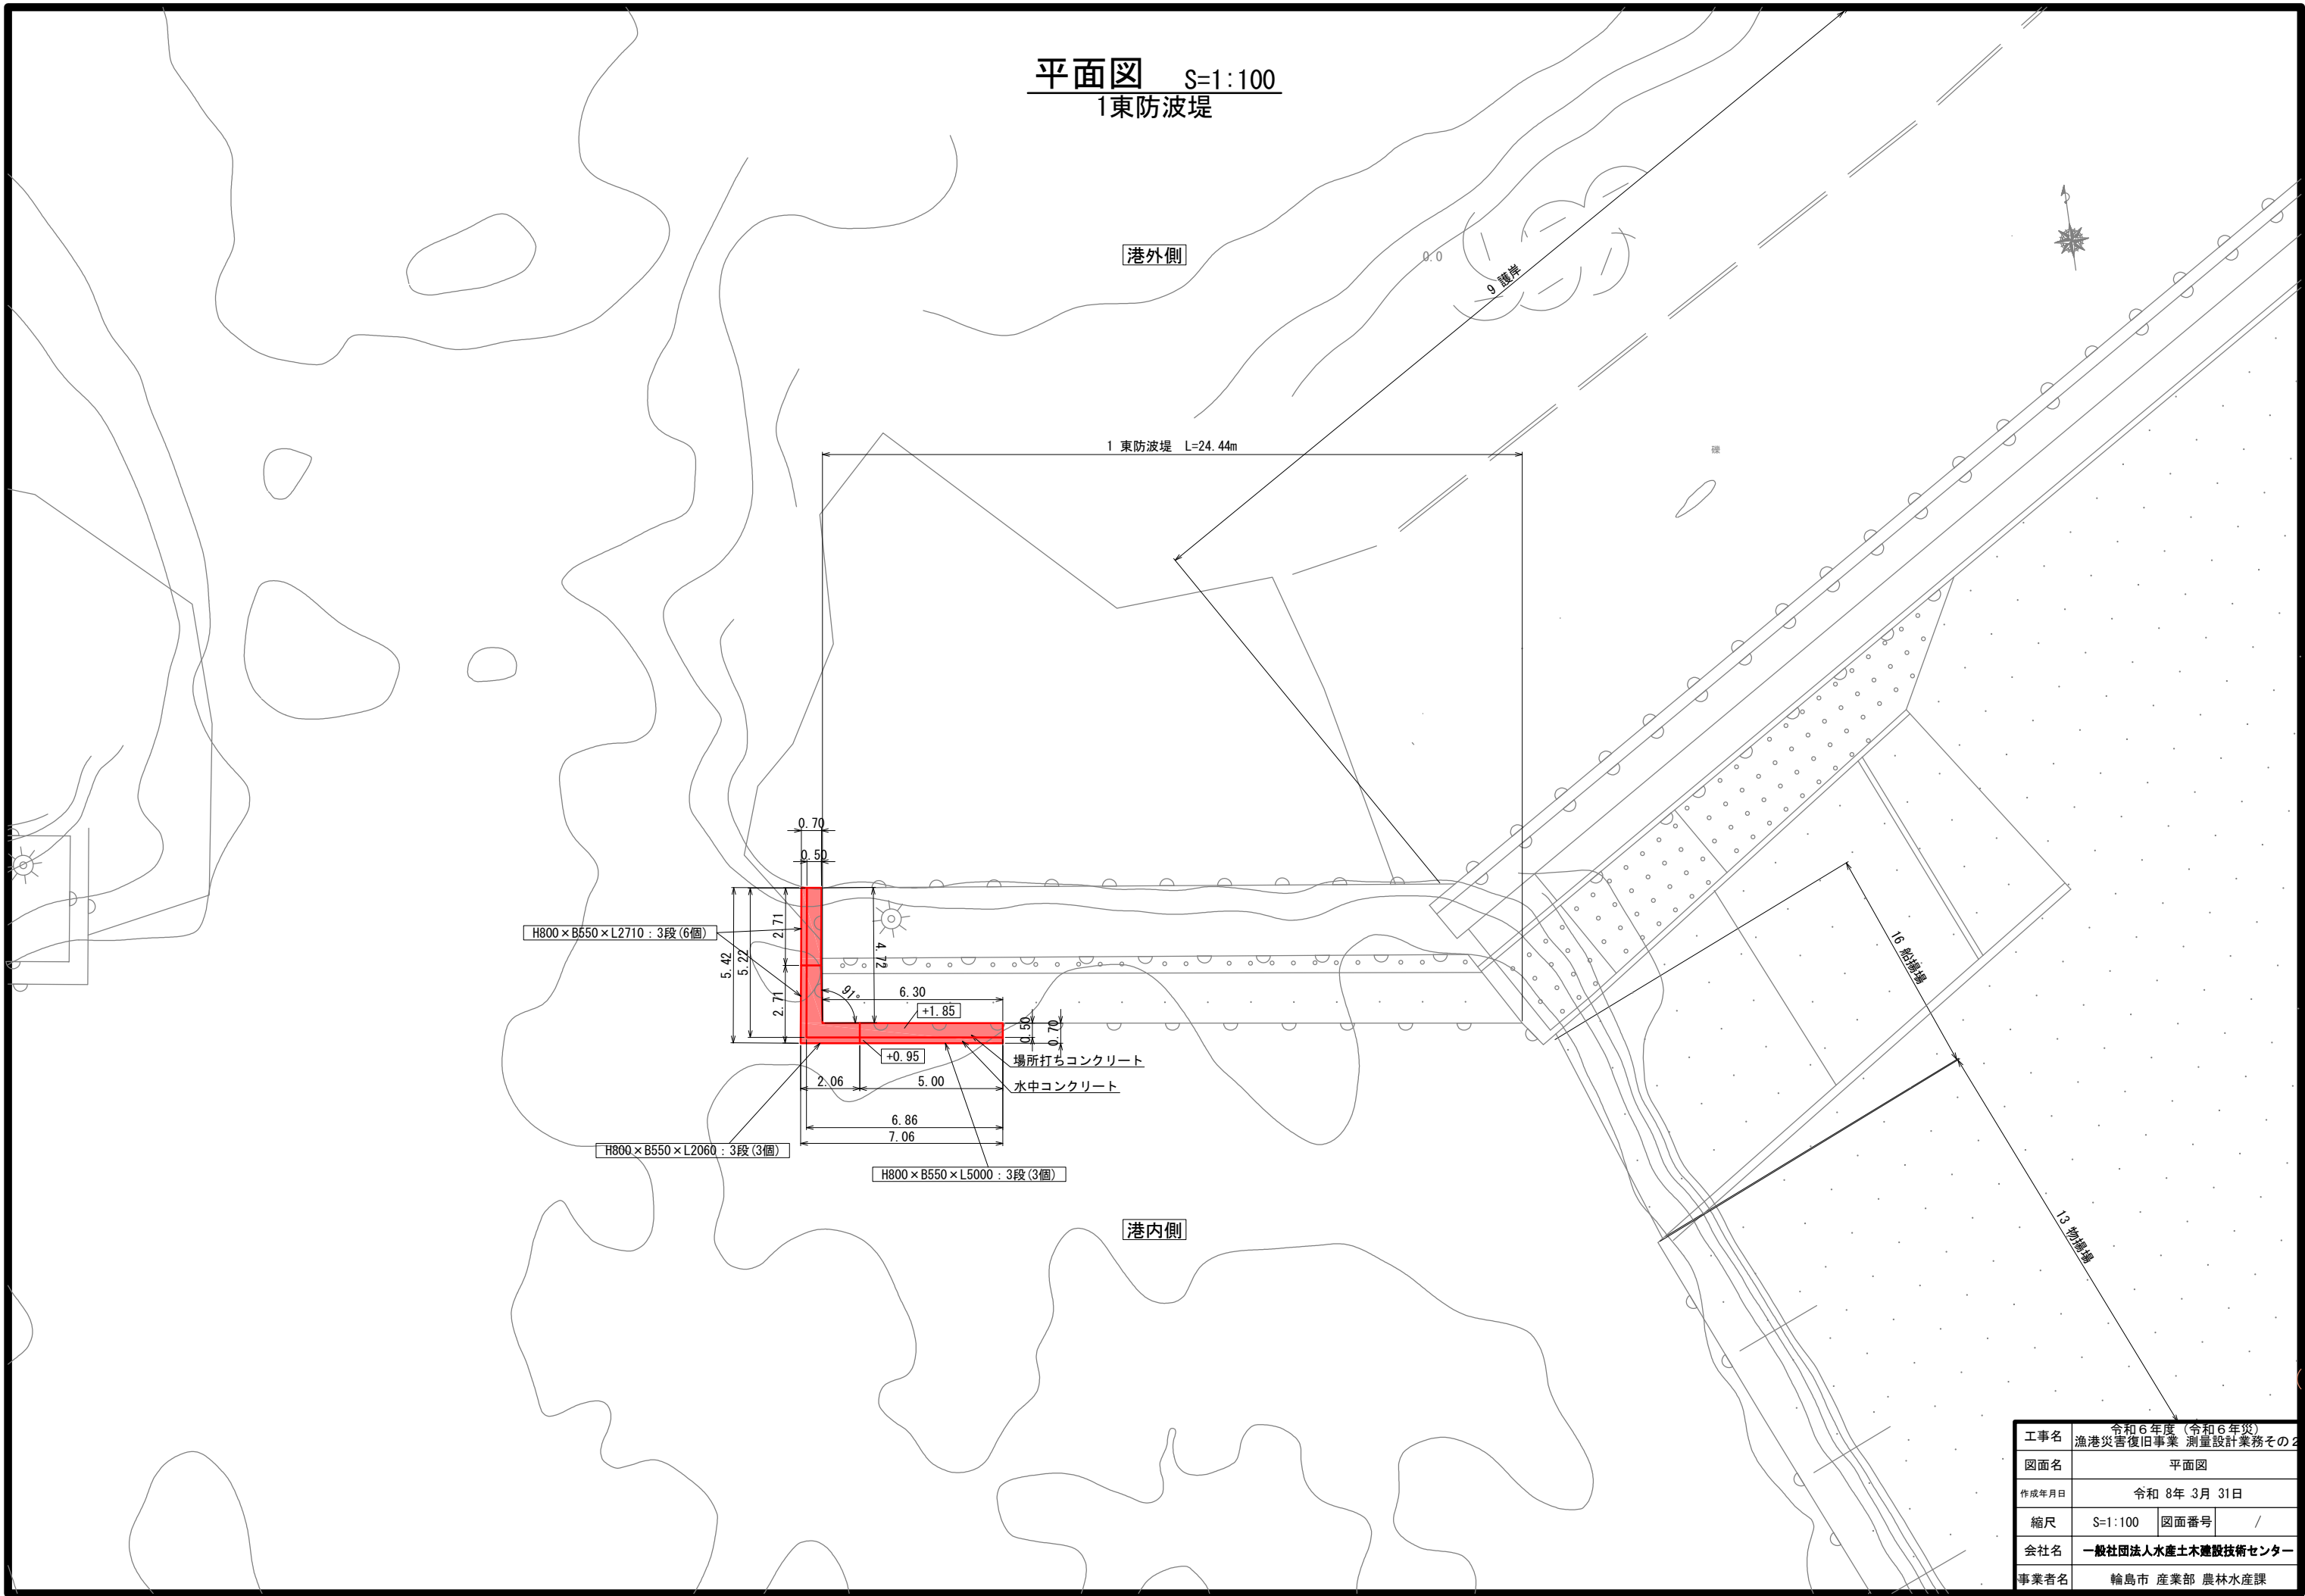 平面図 S=1:100
1東防波堤
港外側
0.0
9 護岸
礫
1 東防波堤 L=24.44m
0.70
0.50
H800×B550×L2710：3段(6個)
2.71
5.42
5.22
2.71
4.72
91°
6.30
+1.85
0.50
0.70
+0.95
場所打ちコンクリート
水中コンクリート
2.06
5.00
6.86
7.06
H800×B550×L2060：3段(3個)
H800×B550×L5000：3段(3個)
港内側
16 船揚場
13 物揚場
工事名 令和６年度（令和６年災）
漁港災害復旧事業 測量設計業務その２
図面名 平面図
作成年月日 令和 8年 3月 31日
縮尺 S=1:100 図面番号 /
会社名 一般社団法人水産土木建設技術センター
事業者名 輪島市 産業部 農林水産課